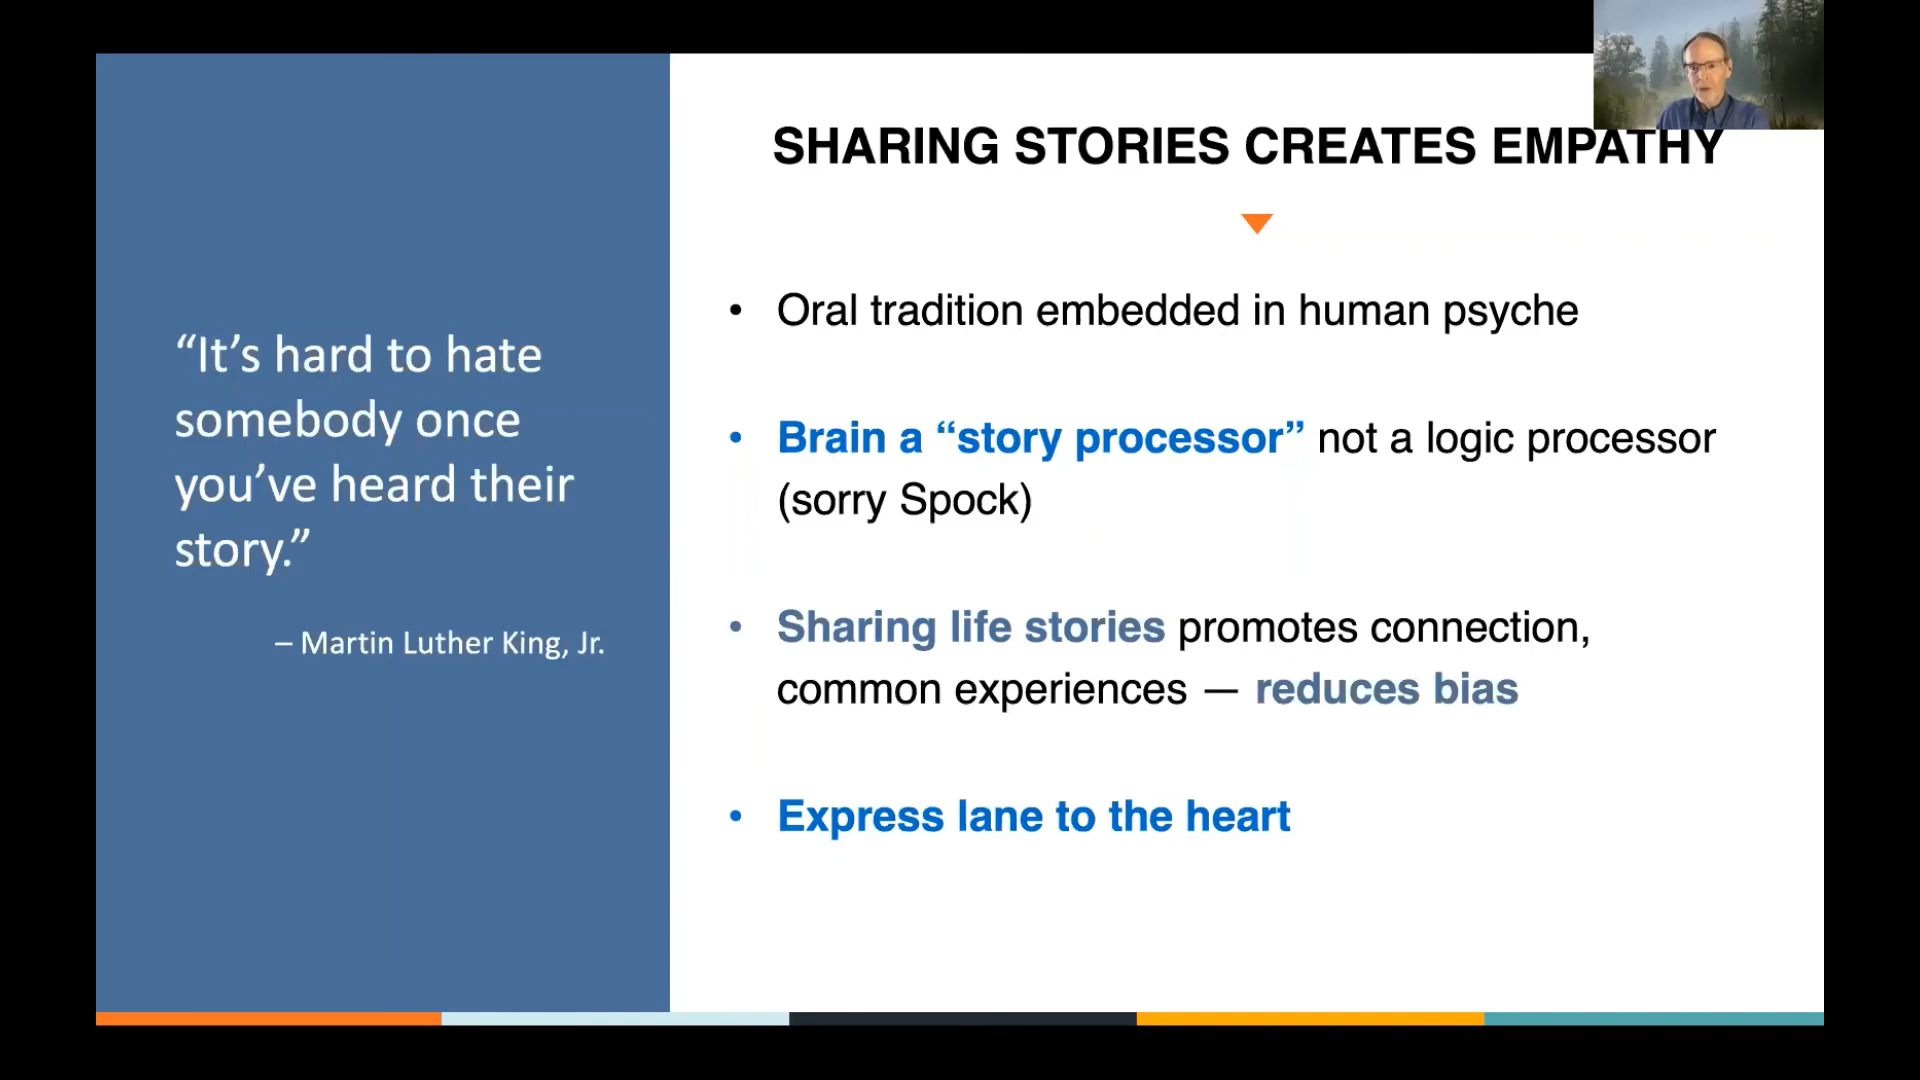 “It’s hard to hate
somebody once
you’ve heard their
story.”
– Martin Luther King, Jr.
SHARING STORIES CREATES EMPATHY
• Oral tradition embedded in human psyche
• Brain a “story processor” not a logic processor
(sorry Spock)
• Sharing life stories promotes connection,
common experiences — reduces bias
• Express lane to the heart